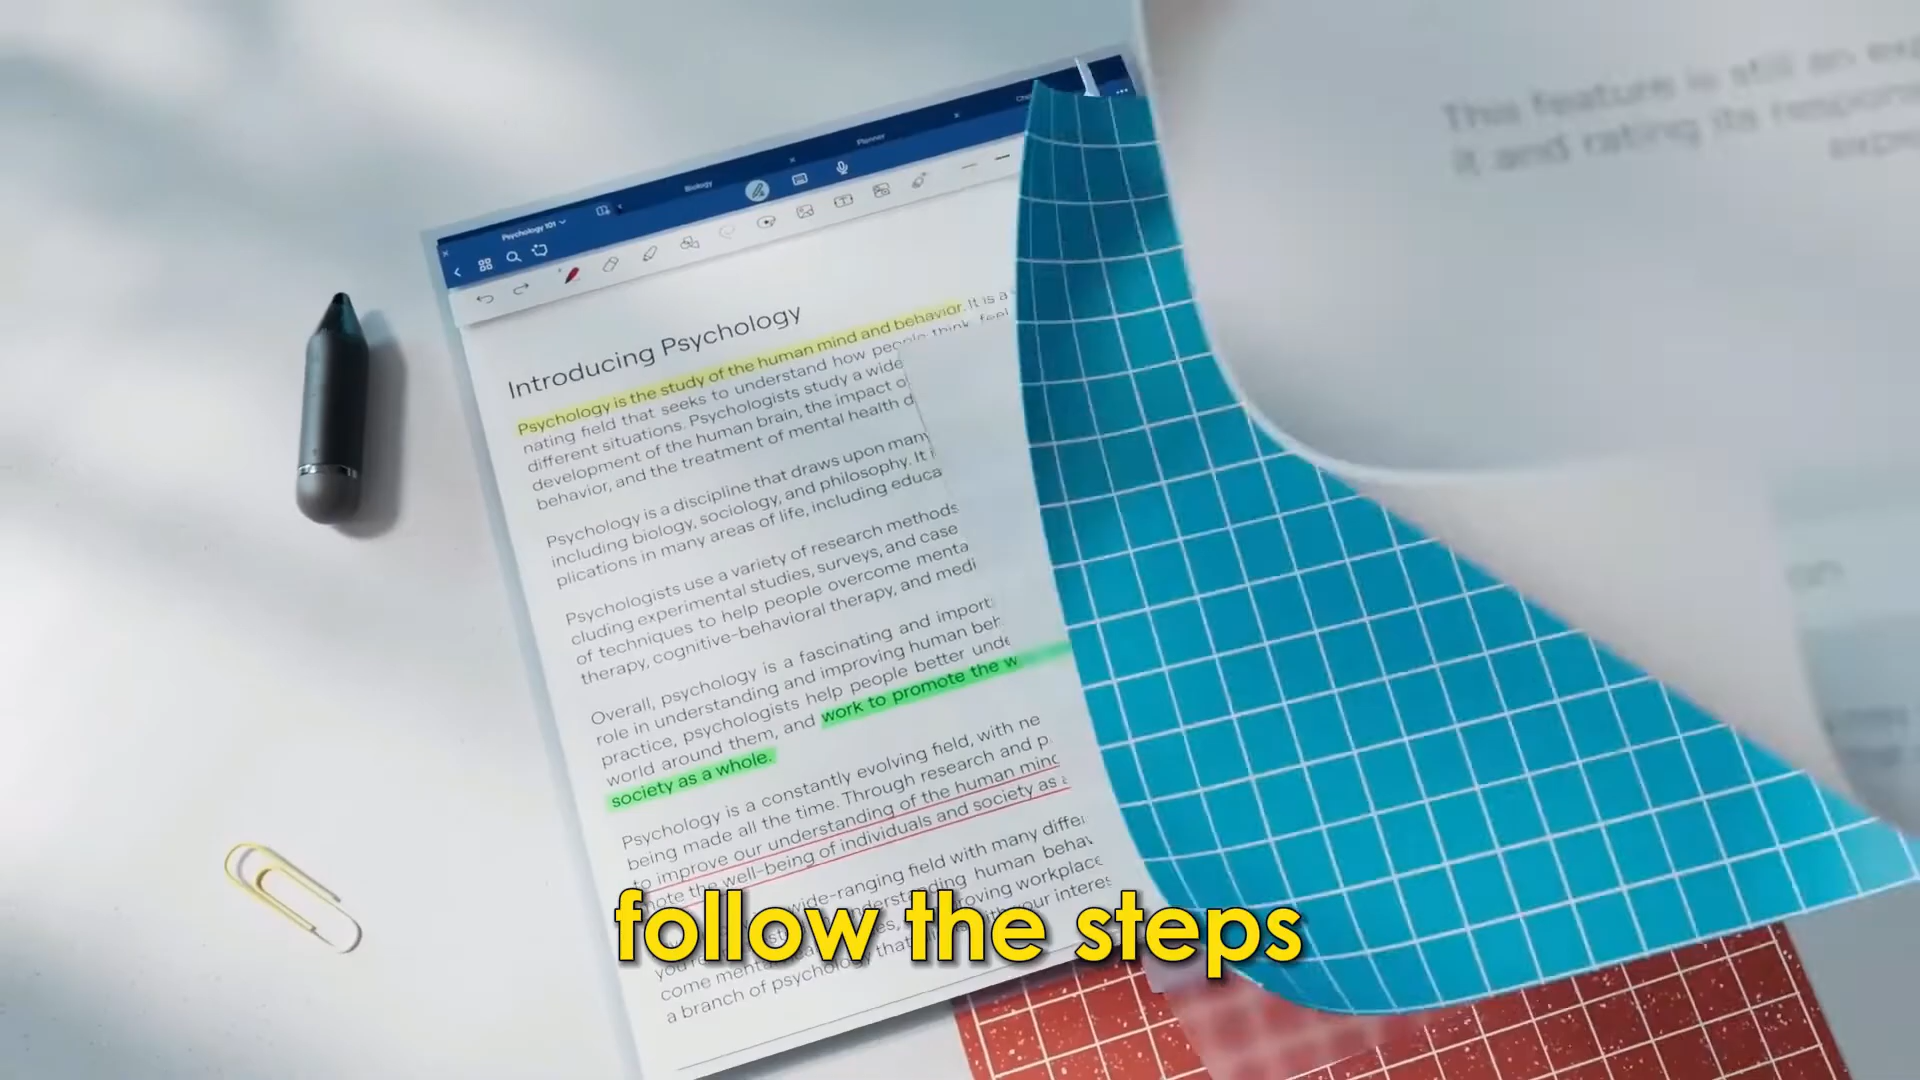 Planner
Biology
Psychology 101
Introducing Psychology
Psychology is the study of the human mind and behavior. It is a
nating field that seeks to understand how people think, feel
different situations. Psychologists study a wide
development of the human brain, the impact o
behavior, and the treatment of mental health d
Psychology is a discipline that draws upon many
including biology, sociology, and philosophy. It i
plications in many areas of life, including educa
Psychologists use a variety of research methods
cluding experimental studies, surveys, and case
of techniques to help people overcome menta
therapy, cognitive-behavioral therapy, and medi
Overall, psychology is a fascinating and import
role in understanding and improving human beh
practice, psychologists help people better unde
world around them, and work to promote the w
society as a whole.
Psychology is a constantly evolving field, with ne
being made all the time. Through research and p
to improve our understanding of the human mind
mote the well-being of individuals and society as a
wide-ranging field with many differ
understanding human behav
improving workplace
your interes
come menta
a branch of psychology that
This feature is still an exp
it and rating its respons
follow the steps